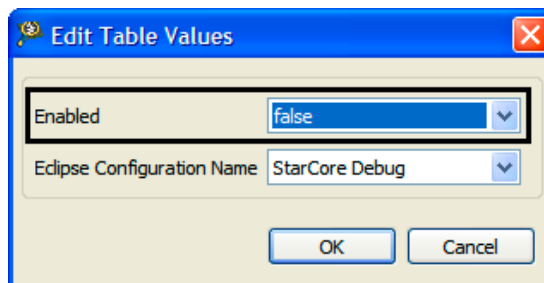 Edit Table Values
Enabled false
Eclipse Configuration Name StarCore Debug
OK Cancel